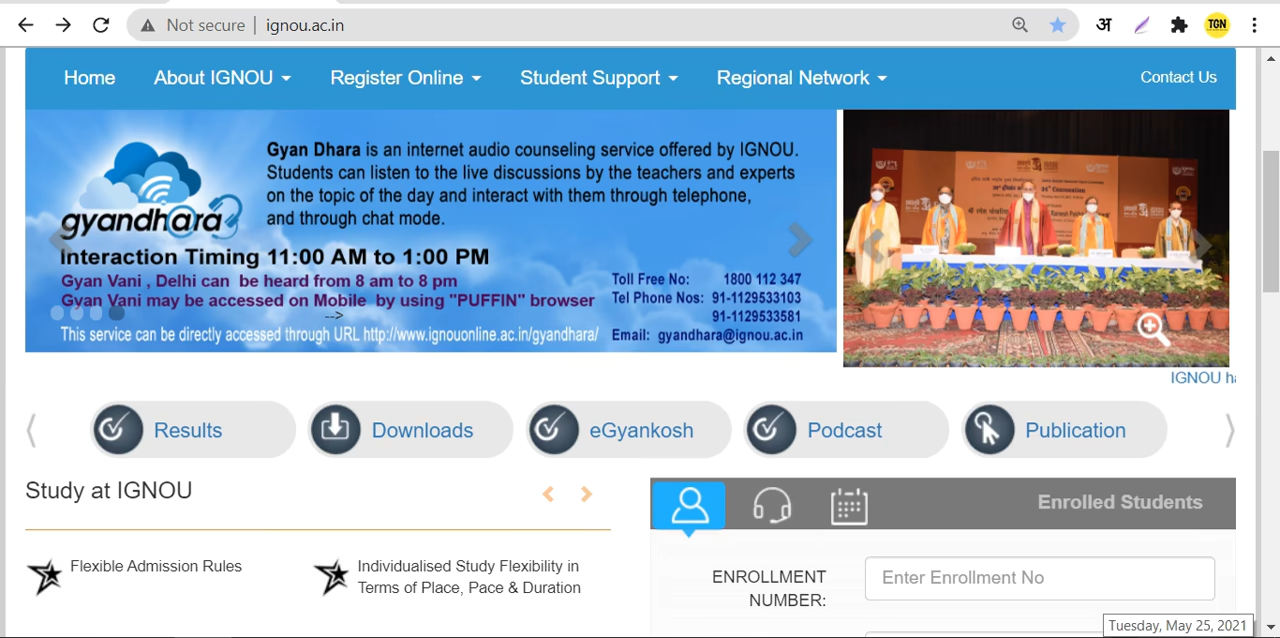 Not secure | ignou.ac.in
अ
TGN
Home About IGNOU Register Online Student Support Regional Network Contact Us
gyandhara
Gyan Dhara is an internet audio counseling service offered by IGNOU.
Students can listen to the live discussions by the teachers and experts
on the topic of the day and interact with them through telephone,
and through chat mode.
Interaction Timing 11:00 AM to 1:00 PM
Gyan Vani , Delhi can be heard from 8 am to 8 pm
Gyan Vani may be accessed on Mobile by using "PUFFIN" browser
-->
This service can be directly accessed through URL http://www.ignouonline.ac.in/gyandhara/
Toll Free No: 1800 112 347
Tel Phone Nos: 91-1129533103
91-1129533581
Email: gyandhara@ignou.ac.in
IGNOU
Results
Downloads
eGyankosh
Podcast
Publication
Study at IGNOU
Flexible Admission Rules
Individualised Study Flexibility in
Terms of Place, Pace & Duration
Enrolled Students
ENROLLMENT
NUMBER:
Enter Enrollment No
Tuesday, May 25, 2021